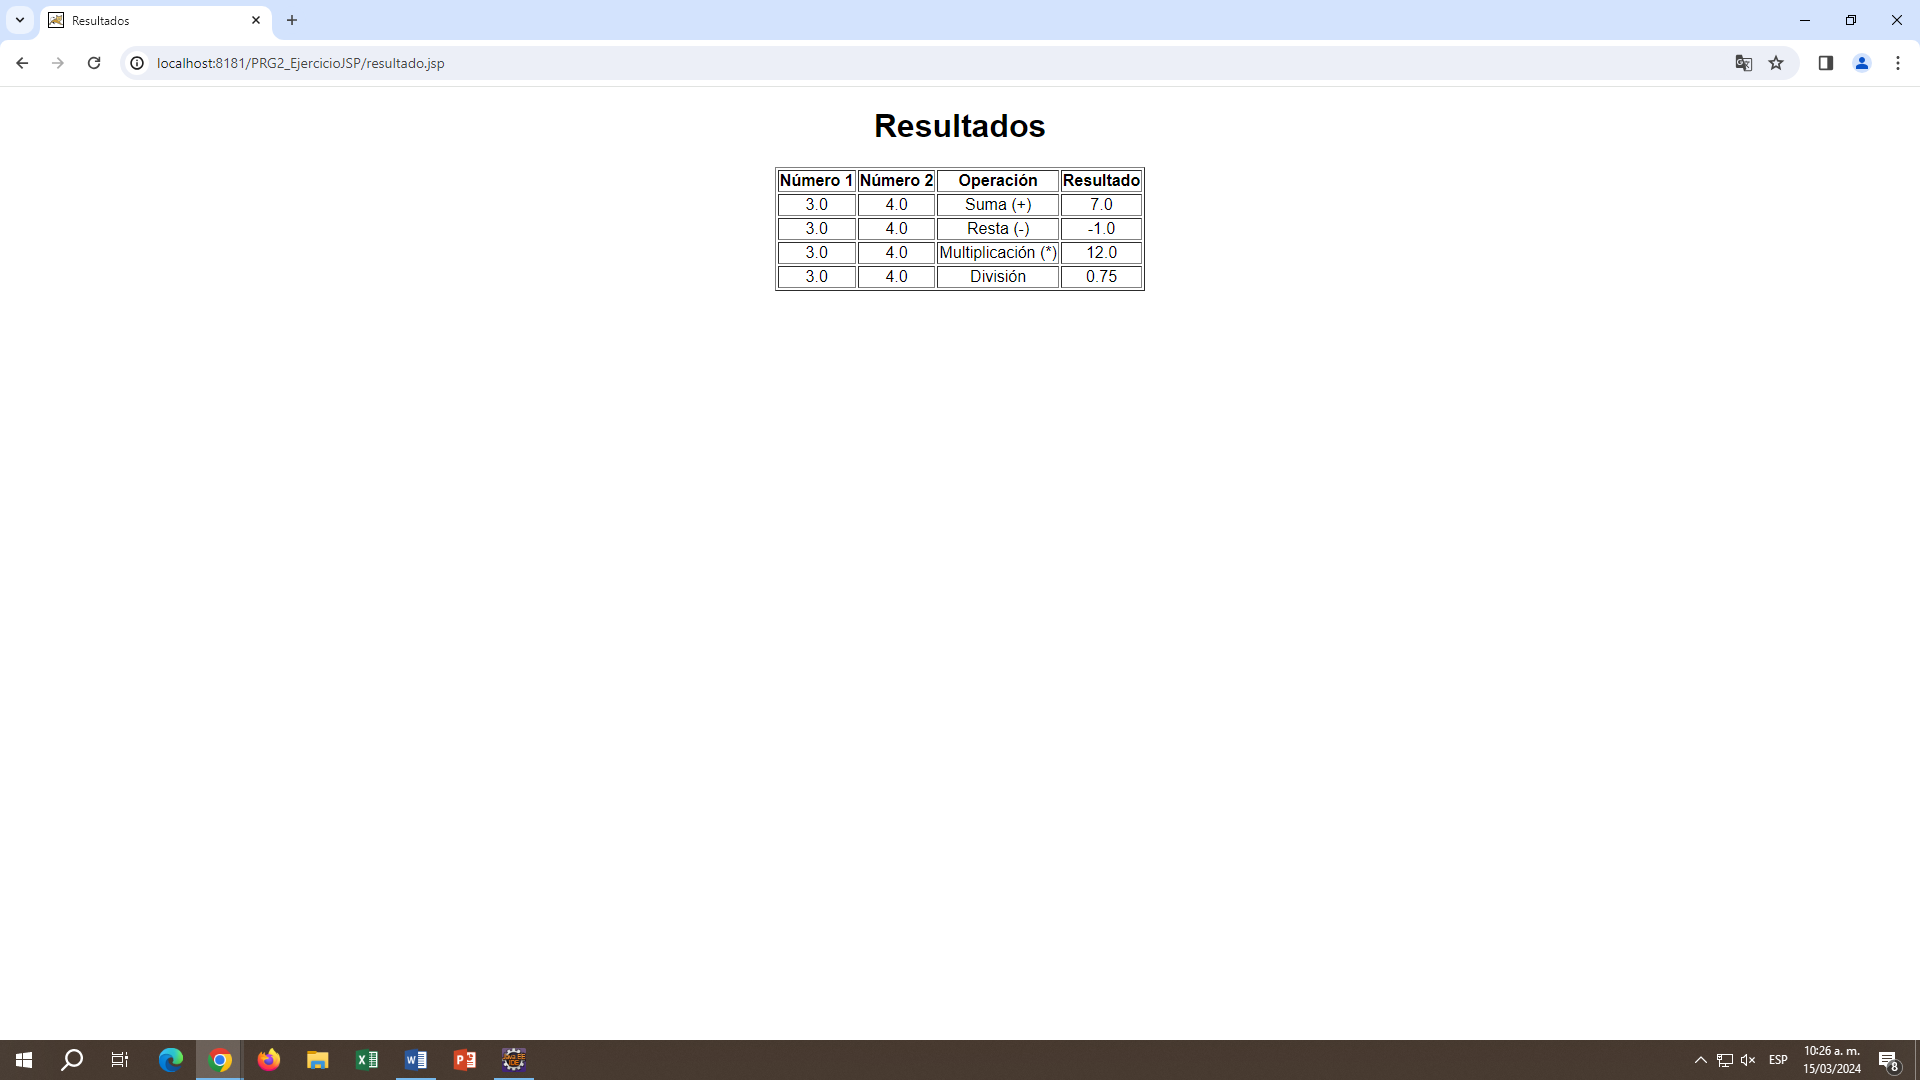 Resultados
localhost:8181/PRG2_EjercicioJSP/resultado.jsp
Resultados
Número 1 Número 2 Operación Resultado
3.0 4.0 Suma (+) 7.0
3.0 4.0 Resta (-) -1.0
3.0 4.0 Multiplicación (*) 12.0
3.0 4.0 División 0.75
ESP
10:26 a. m.
15/03/2024
8